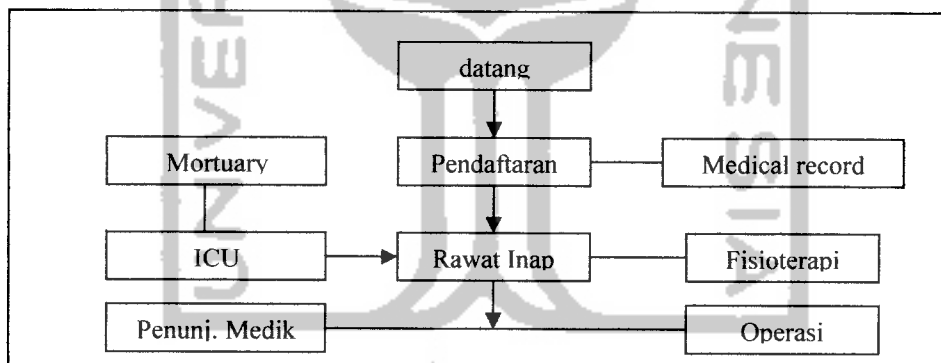 datang
Mortuary
Pendaftaran
Medical record
ICU
Rawat Inap
Fisioterapi
Penunj. Medik
Operasi